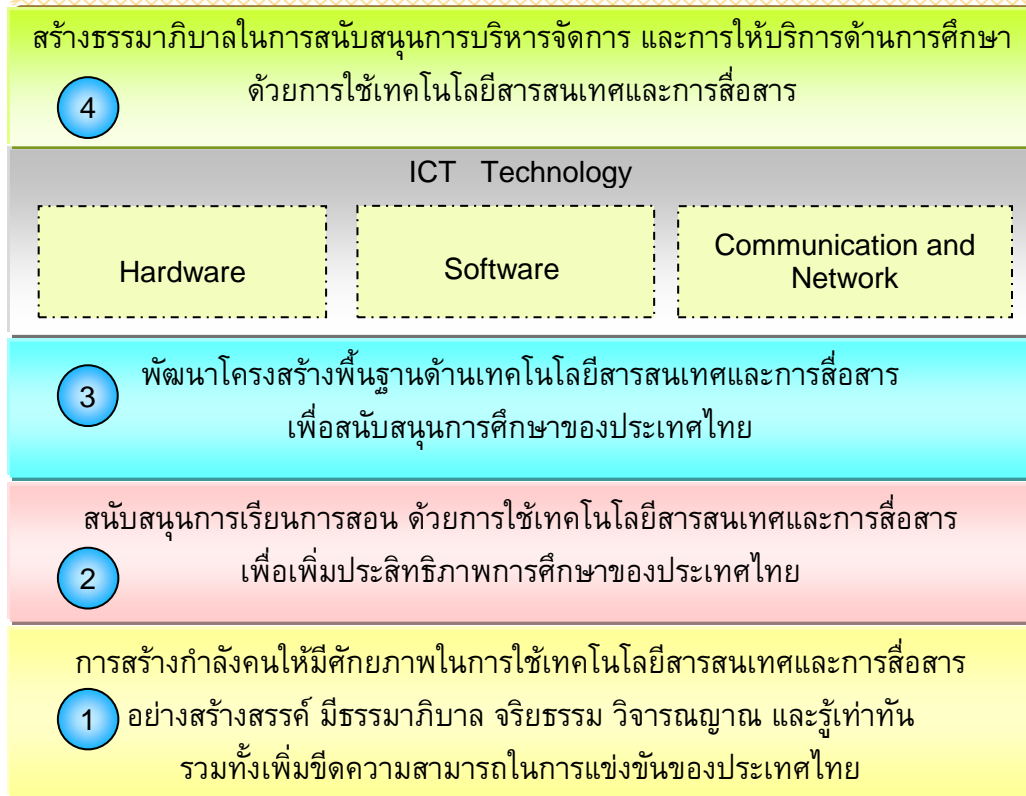 สร้างธรรมาภิบาลในการสนับสนุนการบริหารจัดการ และการให้บริการด้านการศึกษา
ด้วยการใช้เทคโนโลยีสารสนเทศและการสื่อสาร
4
ICT Technology
Hardware
Software
Communication and
Network
พัฒนาโครงสร้างพื้นฐานด้านเทคโนโลยีสารสนเทศและการสื่อสาร
3
เพื่อสนับสนุนการศึกษาของประเทศไทย
สนับสนุนการเรียนการสอน ด้วยการใช้เทคโนโลยีสารสนเทศและการสื่อสาร
2
เพื่อเพิ่มประสิทธิภาพการศึกษาของประเทศไทย
การสร้างกำลังคนให้มีศักยภาพในการใช้เทคโนโลยีสารสนเทศและการสื่อสาร
1
อย่างสร้างสรรค์ มีธรรมาภิบาล จริยธรรม วิจารณญาณ และรู้เท่าทัน
รวมทั้งเพิ่มขีดความสามารถในการแข่งขันของประเทศไทย